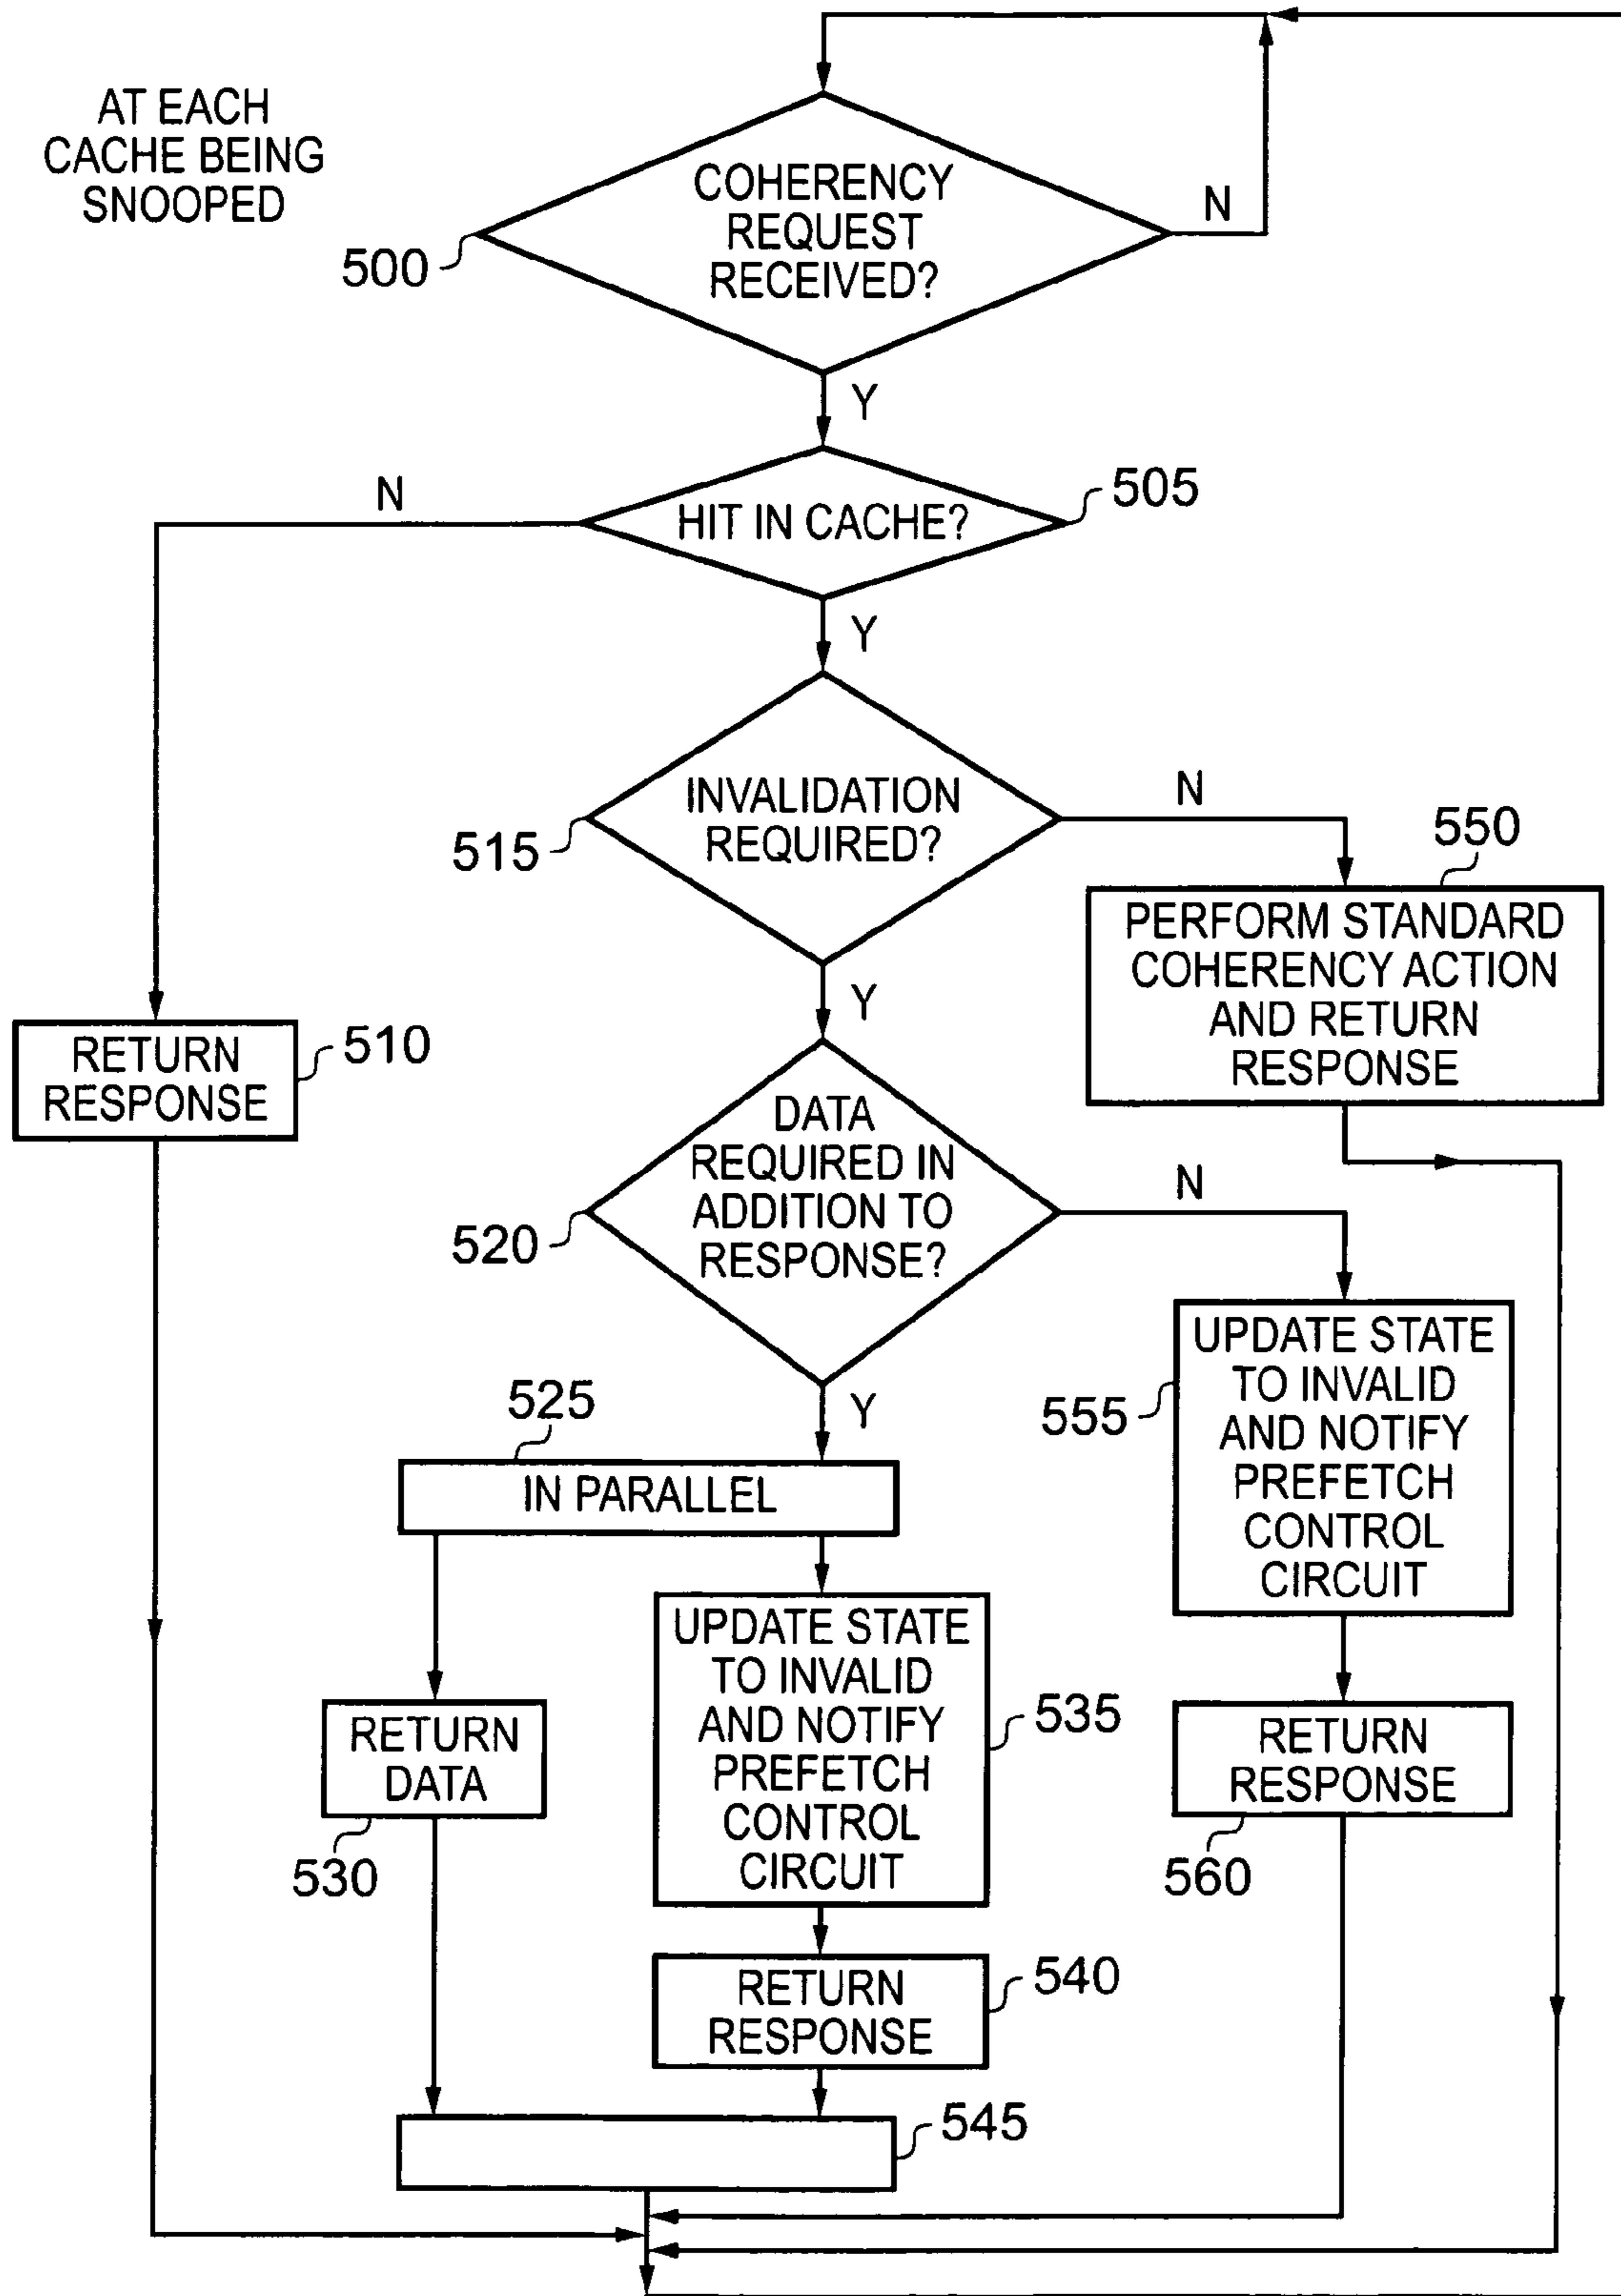 AT EACH
CACHE BEING
SNOOPED
COHERENCY
REQUEST
RECEIVED?
N
500
Y
HIT IN CACHE?
505
N
Y
INVALIDATION
REQUIRED?
515
N
550
PERFORM STANDARD
COHERENCY ACTION
AND RETURN
RESPONSE
Y
RETURN
RESPONSE
510
DATA
REQUIRED IN
ADDITION TO
RESPONSE?
520
N
Y
525
IN PARALLEL
UPDATE STATE
TO INVALID
AND NOTIFY
PREFETCH
CONTROL
CIRCUIT
555
RETURN
DATA
530
UPDATE STATE
TO INVALID
AND NOTIFY
PREFETCH
CONTROL
CIRCUIT
535
RETURN
RESPONSE
560
RETURN
RESPONSE
540
545